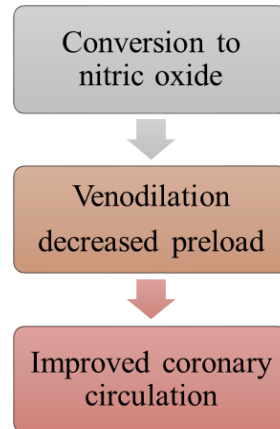 Conversion to
nitric oxide
Venodilation
decreased preload
Improved coronary
circulation